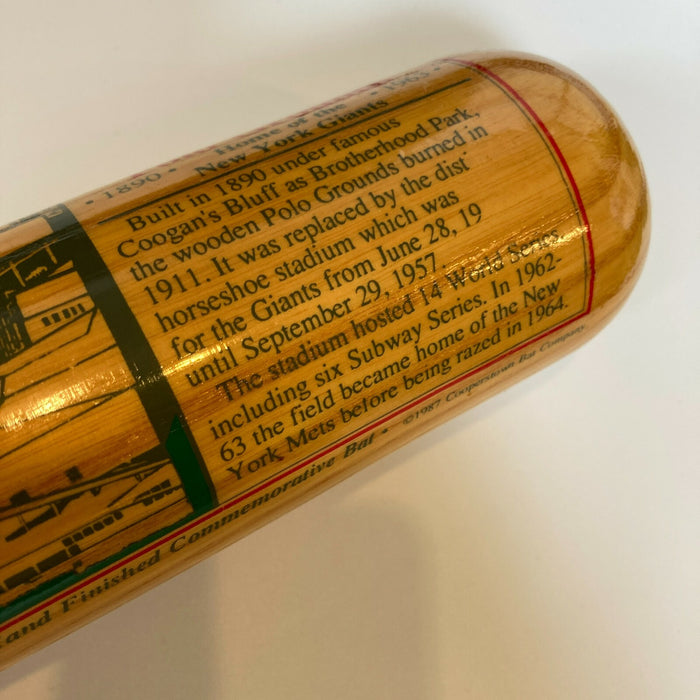 Home of the
New York Giants
• 1890 •
• 1963 •
Built in 1890 under famous
Coogan's Bluff as Brotherhood Park,
the wooden Polo Grounds burned in
1911. It was replaced by the dist
horseshoe stadium which was
for the Giants from June 28, 19
until September 29, 1957
The stadium hosted 14 World Series
including six Subway Series. In 1962-
63 the field became home of the New
York Mets before being razed in 1964.
and Finished Commemorative Bat •
©1987 Cooperstown Bat Company